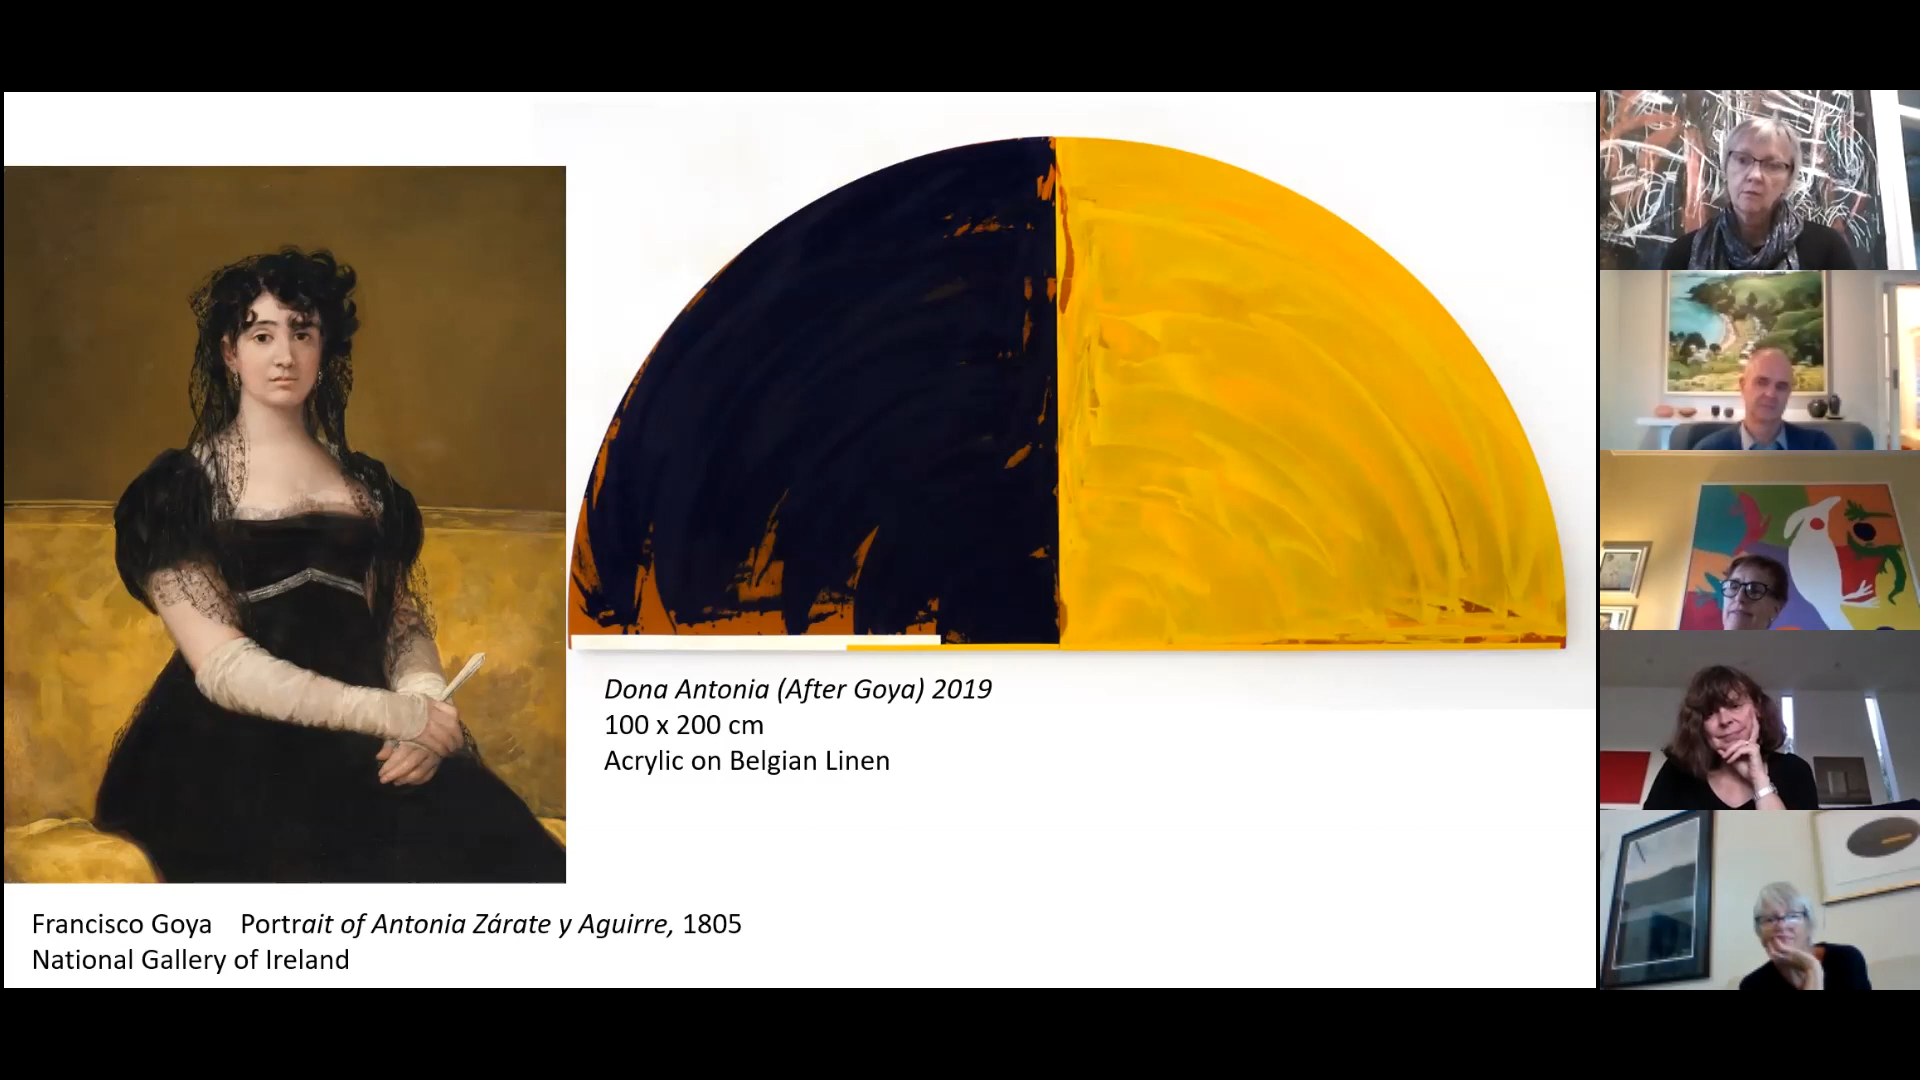 Dona Antonia (After Goya) 2019
100 x 200 cm
Acrylic on Belgian Linen
Francisco Goya Portrait of Antonia Zárate y Aguirre, 1805
National Gallery of Ireland